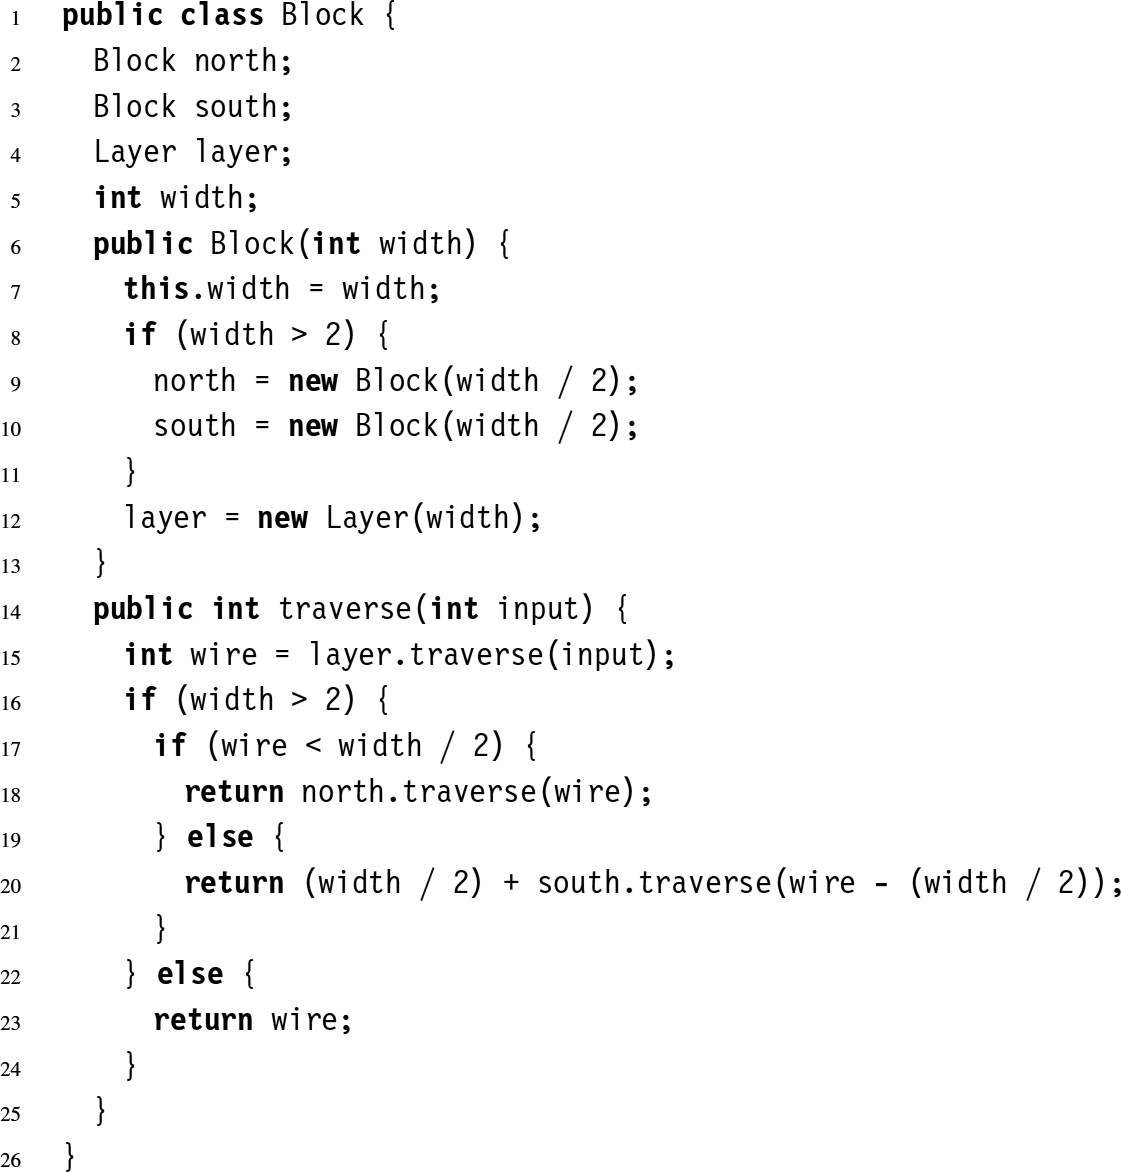 1 public class Block {
2 Block north;
3 Block south;
4 Layer layer;
5 int width;
6 public Block(int width) {
7 this.width = width;
8 if (width > 2) {
9 north = new Block(width / 2);
10 south = new Block(width / 2);
11 }
12 layer = new Layer(width);
13 }
14 public int traverse(int input) {
15 int wire = layer.traverse(input);
16 if (width > 2) {
17 if (wire < width / 2) {
18 return north.traverse(wire);
19 } else {
20 return (width / 2) + south.traverse(wire - (width / 2));
21 }
22 } else {
23 return wire;
24 }
25 }
26 }